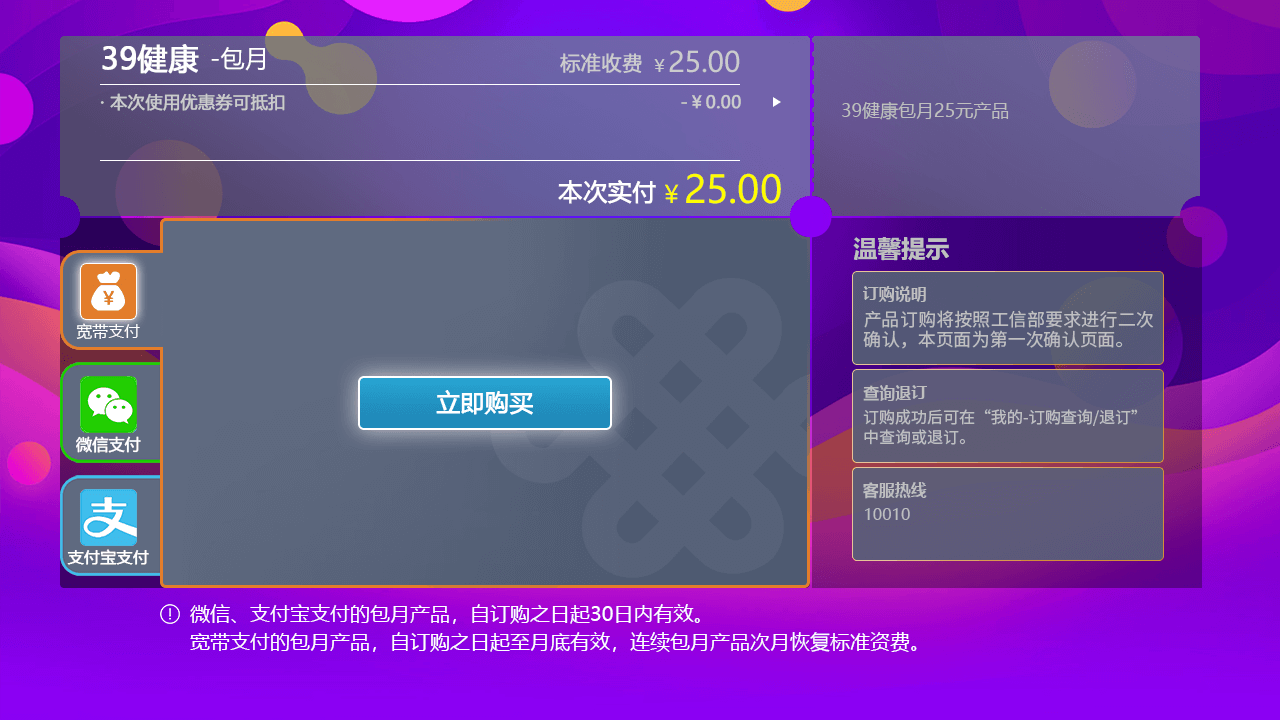 39健康 -包月
标准收费 ¥25.00
· 本次使用优惠券可抵扣 -¥0.00
本次实付 ¥25.00
39健康包月25元产品
宽带支付
微信支付
支付宝支付
立即购买
温馨提示
订购说明
产品订购将按照工信部要求进行二次
确认，本页面为第一次确认页面。
查询退订
订购成功后可在“我的-订购查询/退订”
中查询或退订。
客服热线
10010
微信、支付宝支付的包月产品，自订购之日起30日内有效。
宽带支付的包月产品，自订购之日起至月底有效，连续包月产品次月恢复标准资费。